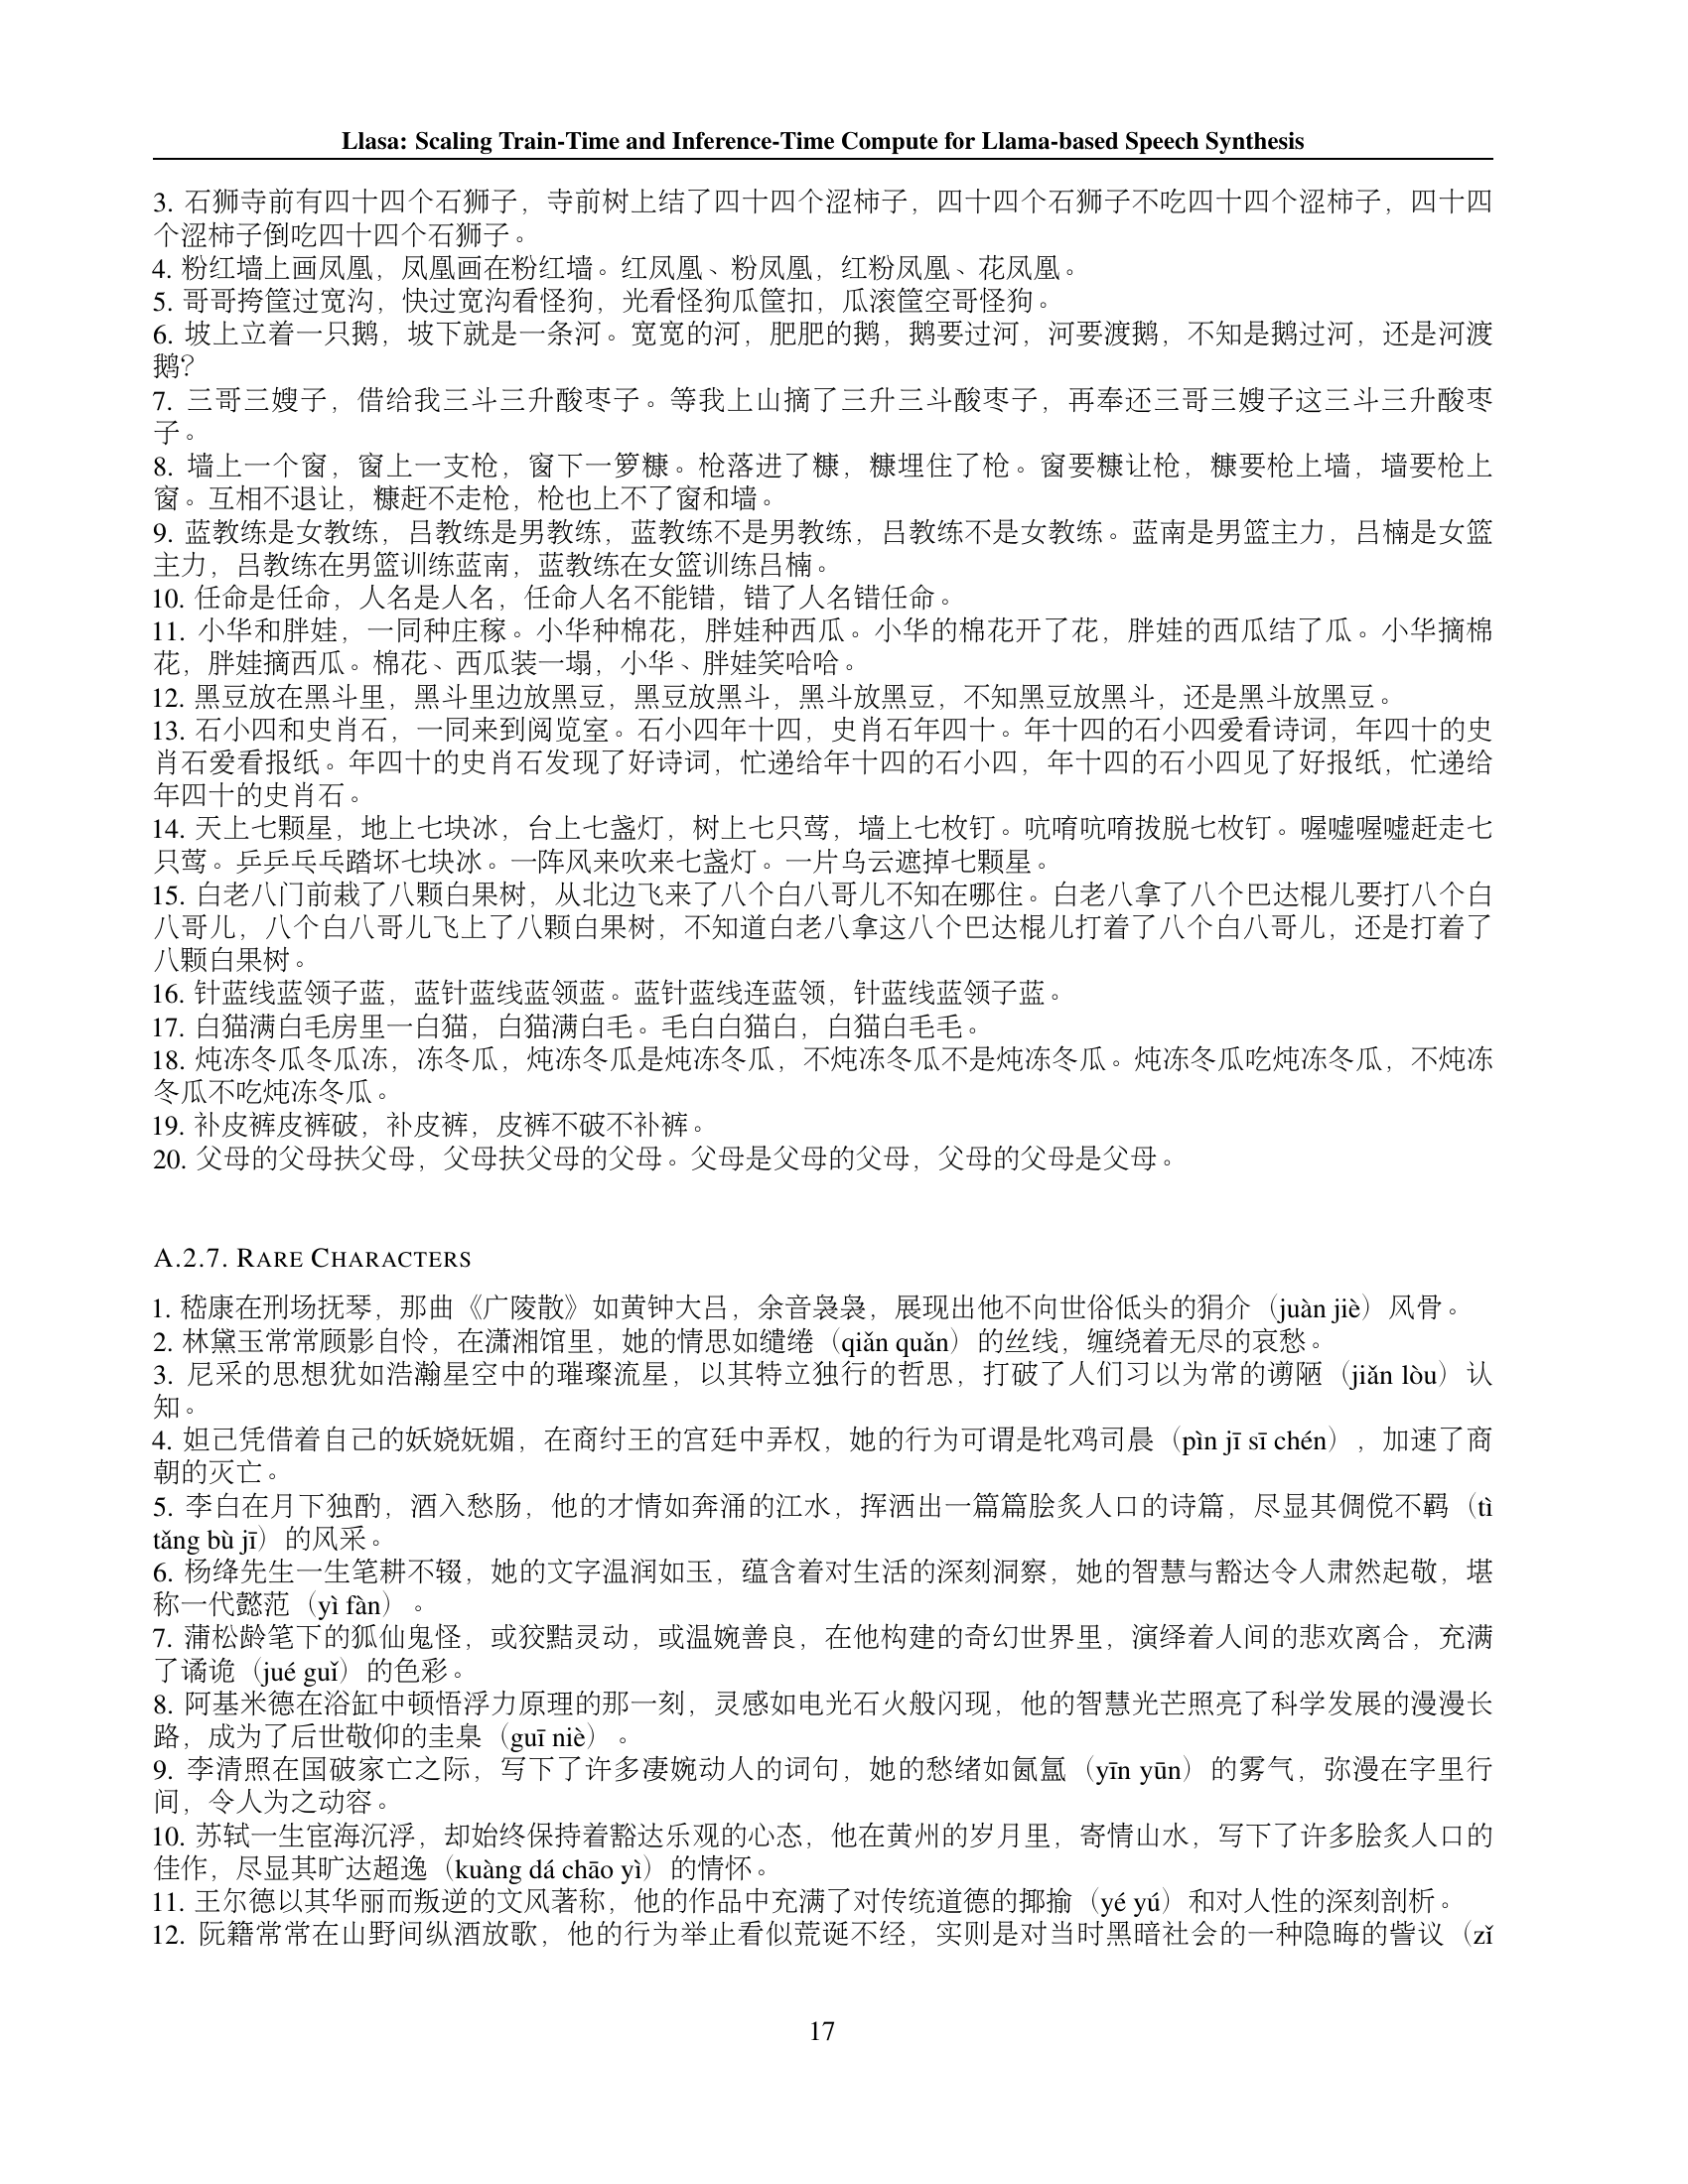 Llasa: Scaling Train-Time and Inference-Time Compute for Llama-based Speech Synthesis
3. 石狮寺前有四十四个石狮子，寺前树上结了四十四个涩柿子，四十四个石狮子不吃四十四个涩柿子，四十四
个涩柿子倒吃四十四个石狮子。
4. 粉红墙上画凤凰，凤凰画在粉红墙。红凤凰、粉凤凰，红粉凤凰、花凤凰。
5. 哥哥挎筐过宽沟，快过宽沟看怪狗，光看怪狗瓜筐扣，瓜滚筐空哥怪狗。
6. 坡上立着一只鹅，坡下就是一条河。宽宽的河，肥肥的鹅，鹅要过河，河要渡鹅，不知是鹅过河，还是河渡
鹅？
7. 三哥三嫂子，借给我三斗三升酸枣子。等我上山摘了三升三斗酸枣子，再奉还三哥三嫂子这三斗三升酸枣
子。
8. 墙上一个窗，窗上一支枪，窗下一箩糠。枪落进了糠，糠埋住了枪。窗要糠让枪，糠要枪上墙，墙要枪上
窗。互相不退让，糠赶不走枪，枪也上不了窗和墙。
9. 蓝教练是女教练，吕教练是男教练，蓝教练不是男教练，吕教练不是女教练。蓝南是男篮主力，吕楠是女篮
主力，吕教练在男篮训练蓝南，蓝教练在女篮训练吕楠。
10. 任命是任命，人名是人名，任命人名不能错，错了人名错任命。
11. 小华和胖娃，一同种庄稼。小华种棉花，胖娃种西瓜。小华的棉花开了花，胖娃的西瓜结了瓜。小华摘棉
花，胖娃摘西瓜。棉花、西瓜装一塌，小华、胖娃笑哈哈。
12. 黑豆放在黑斗里，黑斗里边放黑豆，黑豆放黑斗，黑斗放黑豆，不知黑豆放黑斗，还是黑斗放黑豆。
13. 石小四和史肖石，一同来到阅览室。石小四年十四，史肖石年四十。年十四的石小四爱看诗词，年四十的史
肖石爱看报纸。年四十的史肖石发现了好诗词，忙递给年十四的石小四，年十四的石小四见了好报纸，忙递给
年四十的史肖石。
14. 天上七颗星，地上七块冰，台上七盏灯，树上七只莺，墙上七枚钉。吭唷吭唷拔脱七枚钉。喔嘘喔嘘赶走七
只莺。乒乒乓乓踏坏七块冰。一阵风来吹来七盏灯。一片乌云遮掉七颗星。
15. 白老八门前栽了八颗白果树，从北边飞来了八个白八哥儿不知在哪住。白老八拿了八个巴达棍儿要打八个白
八哥儿，八个白八哥儿飞上了八颗白果树，不知道白老八拿这八个巴达棍儿打着了八个白八哥儿，还是打着了
八颗白果树。
16. 针蓝线蓝领子蓝，蓝针蓝线蓝领蓝。蓝针蓝线连蓝领，针蓝线蓝领子蓝。
17. 白猫满白毛房里一白猫，白猫满白毛。毛白白猫白，白猫白毛毛。
18. 炖冻冬瓜冬瓜冻，冻冬瓜，炖冻冬瓜是炖冻冬瓜，不炖冻冬瓜不是炖冻冬瓜。炖冻冬瓜吃炖冻冬瓜，不炖冻
冬瓜不吃炖冻冬瓜。
19. 补皮裤皮裤破，补皮裤，皮裤不破不补裤。
20. 父母的父母扶父母，父母扶父母的父母。父母是父母的父母，父母的父母是父母。
A.2.7. RARE CHARACTERS
1. 嵇康在刑场抚琴，那曲《广陵散》如黄钟大吕，余音袅袅，展现出他不向世俗低头的狷介（juàn jiè）风骨。
2. 林黛玉常常顾影自怜，在潇湘馆里，她的情思如缱绻（qiǎn quǎn）的丝线，缠绕着无尽的哀愁。
3. 尼采的思想犹如浩瀚星空中的璀璨流星，以其特立独行的哲思，打破了人们习以为常的谫陋（jiǎn lòu）认
知。
4. 妲己凭借着自己的妖娆妩媚，在商纣王的宫廷中弄权，她的行为可谓是牝鸡司晨（pìn jī sī chén），加速了商
朝的灭亡。
5. 李白在月下独酌，酒入愁肠，他的才情如奔涌的江水，挥洒出一篇篇脍炙人口的诗篇，尽显其倜傥不羁（tì
tǎng bù jī）的风采。
6. 杨绛先生一生笔耕不辍，她的文字温润如玉，蕴含着对生活的深刻洞察，她的智慧与豁达令人肃然起敬，堪
称一代懿范（yì fàn）。
7. 蒲松龄笔下的狐仙鬼怪，或狡黠灵动，或温婉善良，在他构建的奇幻世界里，演绎着人间的悲欢离合，充满
了谲诡（jué guǐ）的色彩。
8. 阿基米德在浴缸中顿悟浮力原理的那一刻，灵感如电光石火般闪现，他的智慧光芒照亮了科学发展的漫漫长
路，成为了后世敬仰的圭臬（guī niè）。
9. 李清照在国破家亡之际，写下了许多凄婉动人的词句，她的愁绪如氤氲（yīn yūn）的雾气，弥漫在字里行
间，令人为之动容。
10. 苏轼一生宦海沉浮，却始终保持着豁达乐观的心态，他在黄州的岁月里，寄情山水，写下了许多脍炙人口的
佳作，尽显其旷达超逸（kuàng dá chāo yì）的情怀。
11. 王尔德以其华丽而叛逆的文风著称，他的作品中充满了对传统道德的揶揄（yé yú）和对人性的深刻剖析。
12. 阮籍常常在山野间纵酒放歌，他的行为举止看似荒诞不经，实则是对当时黑暗社会的一种隐晦的訾议（zǐ
17